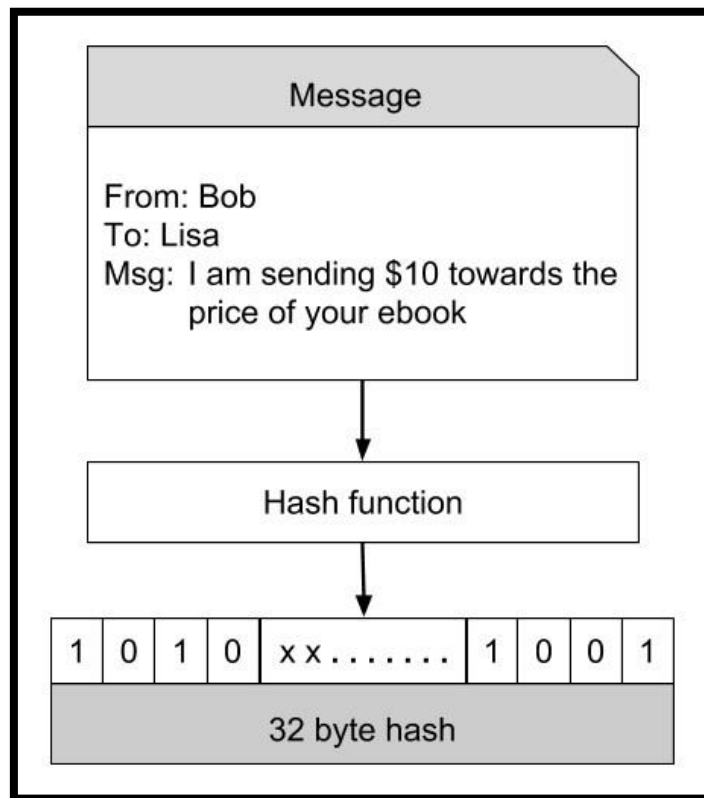 Message
From: Bob
To: Lisa
Msg: I am sending $10 towards the
price of your ebook
Hash function
1 0 1 0 x x . . . . . . . 1 0 0 1
32 byte hash